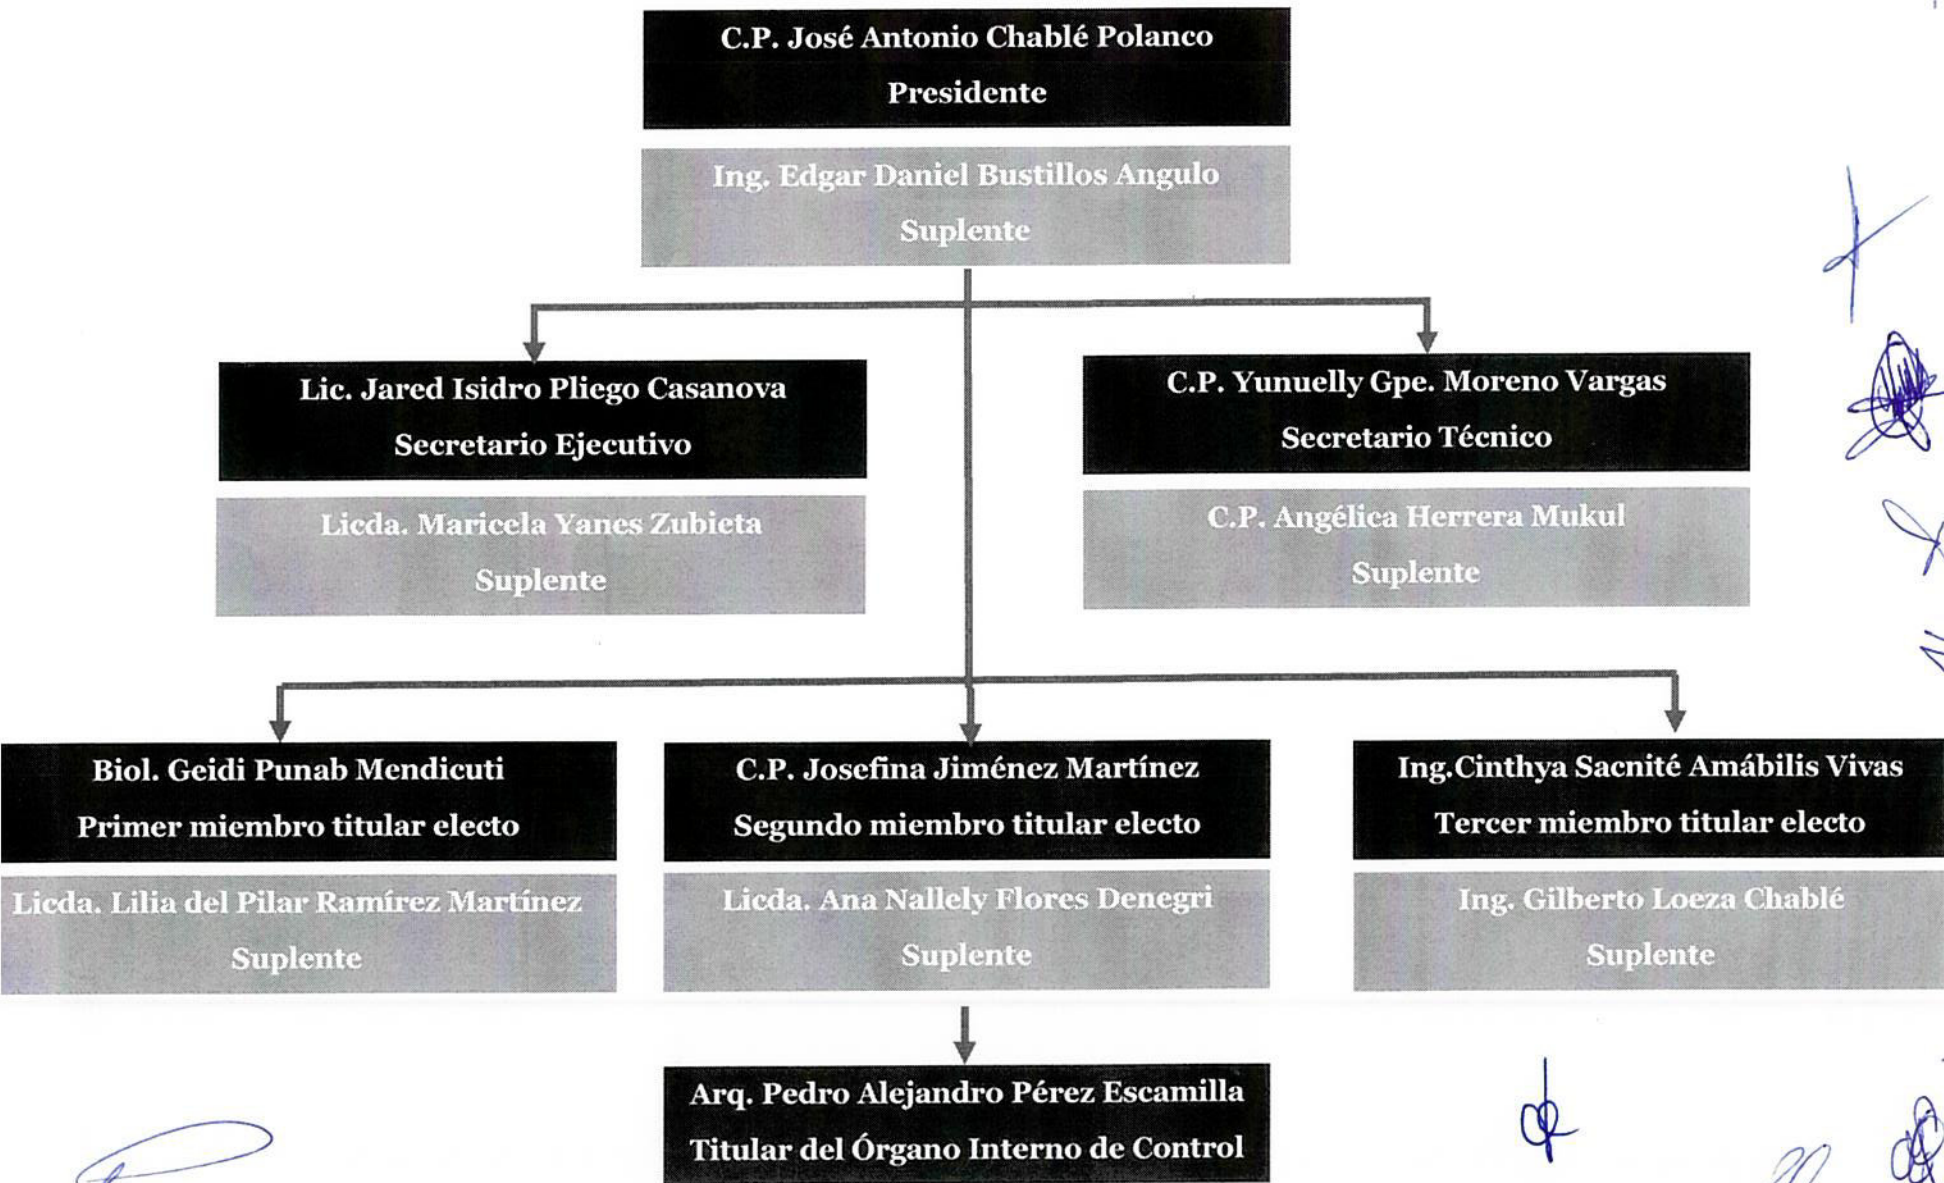 C.P. José Antonio Chablé Polanco
Presidente
Ing. Edgar Daniel Bustillos Angulo
Suplente
Lic. Jared Isidro Pliego Casanova
Secretario Ejecutivo
Licda. Maricela Yanes Zubieta
Suplente
C.P. Yunuelly Gpe. Moreno Vargas
Secretario Técnico
C.P. Angélica Herrera Mukul
Suplente
Biol. Geidi Punab Mendicuti
Primer miembro titular electo
Licda. Lilia del Pilar Ramírez Martínez
Suplente
C.P. Josefina Jiménez Martínez
Segundo miembro titular electo
Licda. Ana Nallely Flores Denegri
Suplente
Ing.Cinthya Sacnité Amábilis Vivas
Tercer miembro titular electo
Ing. Gilberto Loeza Chablé
Suplente
Arq. Pedro Alejandro Pérez Escamilla
Titular del Órgano Interno de Control